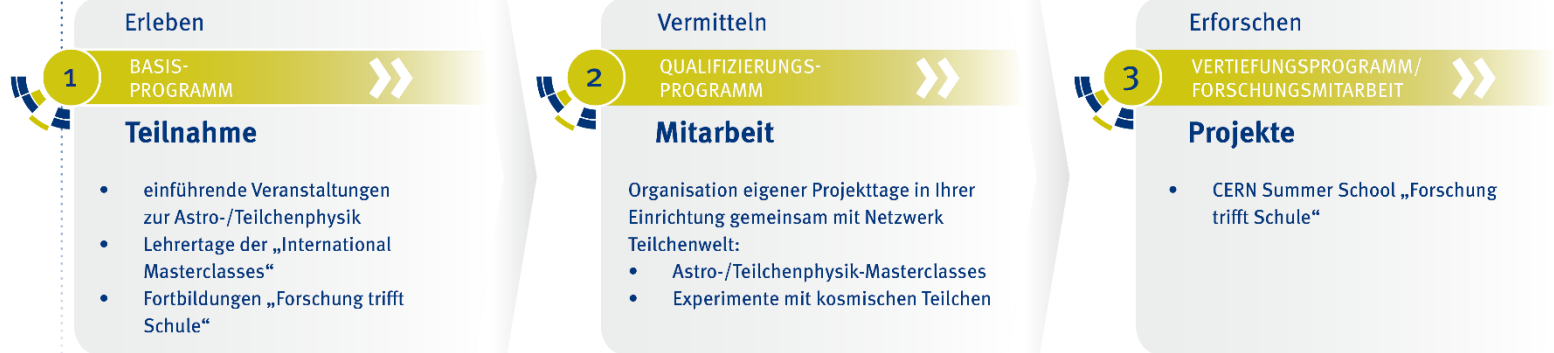 Erleben
1
BASIS-
PROGRAMM
Teilnahme
• einführende Veranstaltungen
zur Astro-/Teilchenphysik
• Lehrertage der „International
Masterclasses“
• Fortbildungen „Forschung trifft
Schule“
Vermitteln
2
QUALIFIZIERUNGS-
PROGRAMM
Mitarbeit
Organisation eigener Projekttage in Ihrer
Einrichtung gemeinsam mit Netzwerk
Teilchenwelt:
• Astro-/Teilchenphysik-Masterclasses
• Experimente mit kosmischen Teilchen
Erforschen
3
VERTIEFUNGSPROGRAMM/
FORSCHUNGSMITARBEIT
Projekte
• CERN Summer School „Forschung
trifft Schule“